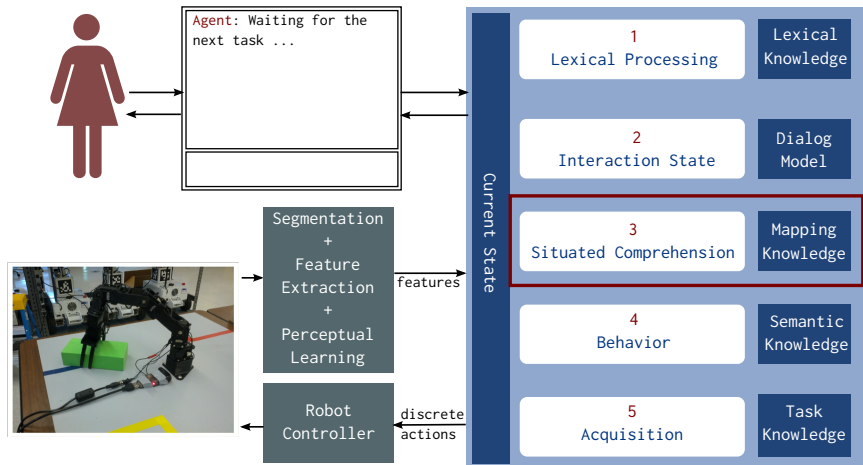 Agent: Waiting for the
next task ...
1
Lexical Processing
Lexical
Knowledge
2
Interaction State
Dialog
Model
Current State
3
Situated Comprehension
Mapping
Knowledge
Segmentation
+
Feature
Extraction
+
Perceptual
Learning
features
4
Behavior
Semantic
Knowledge
Robot
Controller
discrete
actions
5
Acquisition
Task
Knowledge